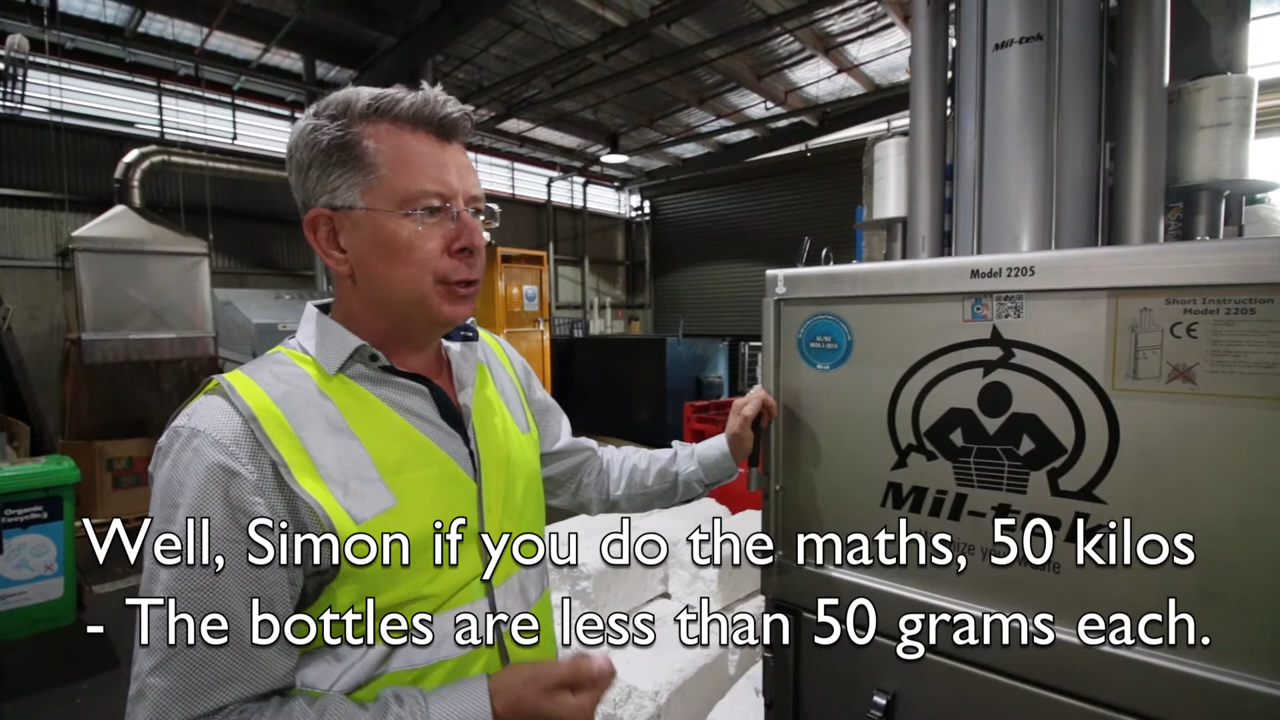 Mil-tek
Model 2205
Short Instruction
Model 2205
CE
Organic
Recycling
Mil-tek
Well, Simon if you do the maths, 50 kilos
- The bottles are less than 50 grams each.